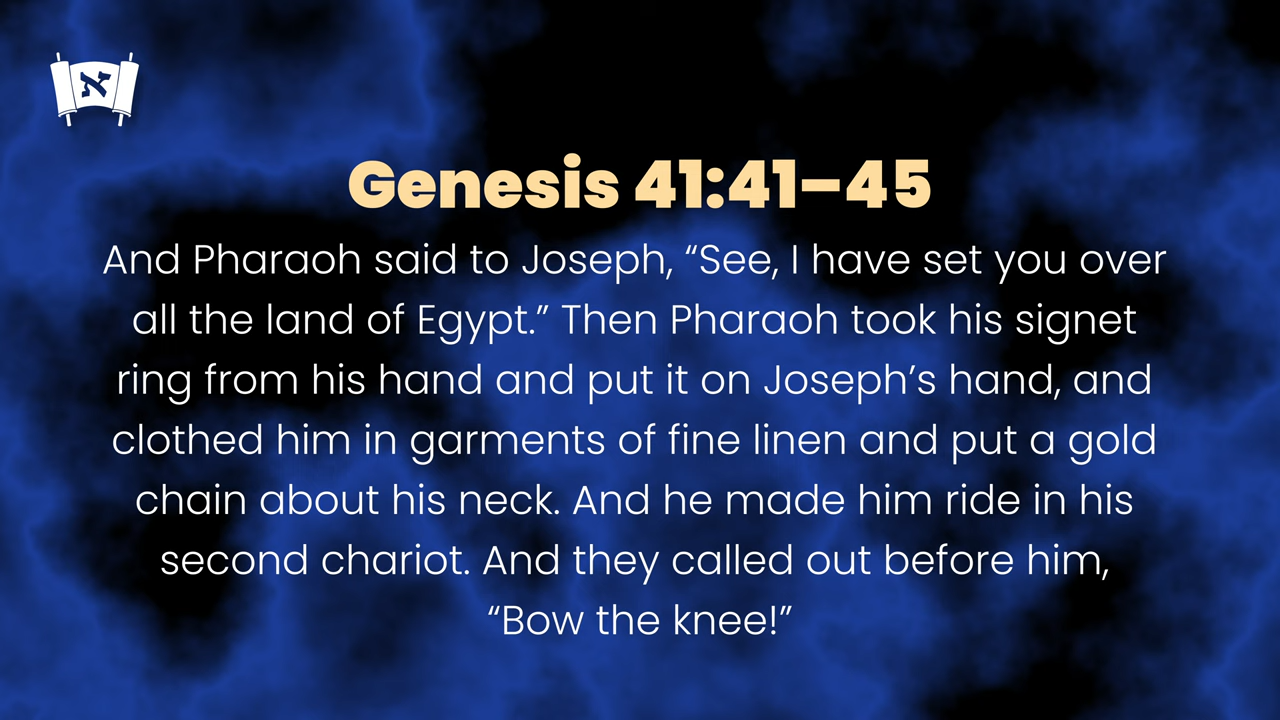 א
Genesis 41:41–45
And Pharaoh said to Joseph, “See, I have set you over
all the land of Egypt.” Then Pharaoh took his signet
ring from his hand and put it on Joseph’s hand, and
clothed him in garments of fine linen and put a gold
chain about his neck. And he made him ride in his
second chariot. And they called out before him,
“Bow the knee!”